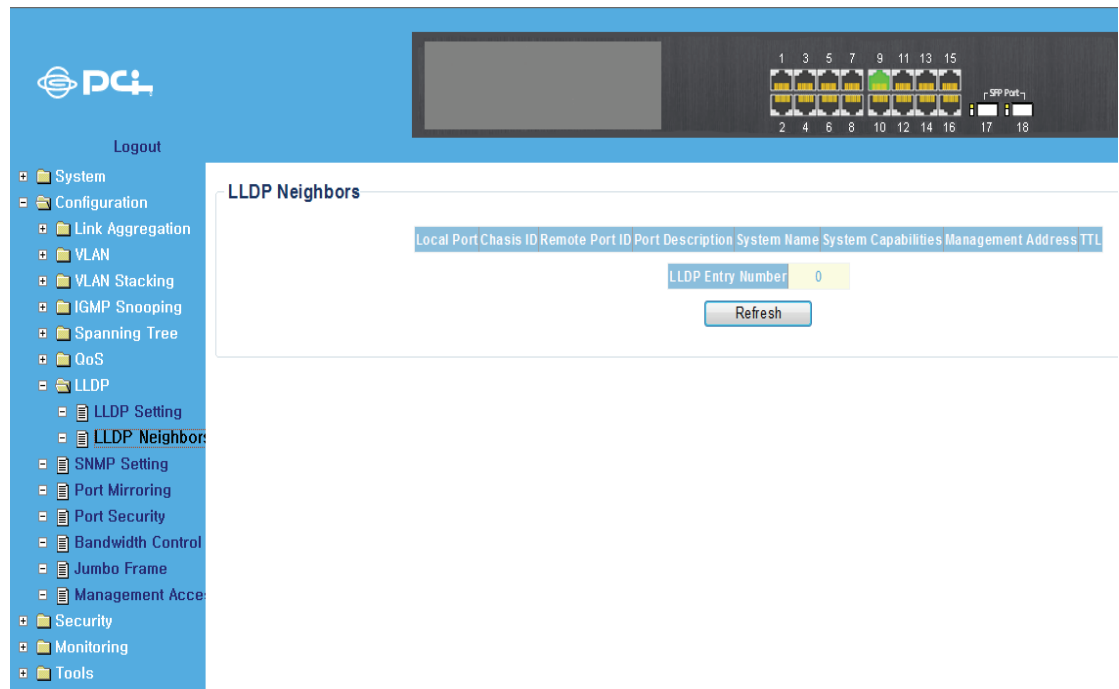 PCi
Logout
1 3 5 7 9 11 13 15
SFP Port
2 4 6 8 10 12 14 16 17 18
System
Configuration
Link Aggregation
VLAN
VLAN Stacking
IGMP Snooping
Spanning Tree
QoS
LLDP
LLDP Setting
LLDP Neighbors
SNMP Setting
Port Mirroring
Port Security
Bandwidth Control
Jumbo Frame
Management Acces
Security
Monitoring
Tools
LLDP Neighbors
Local Port Chasis ID Remote Port ID Port Description System Name System Capabilities Management Address TTL
LLDP Entry Number 0
Refresh